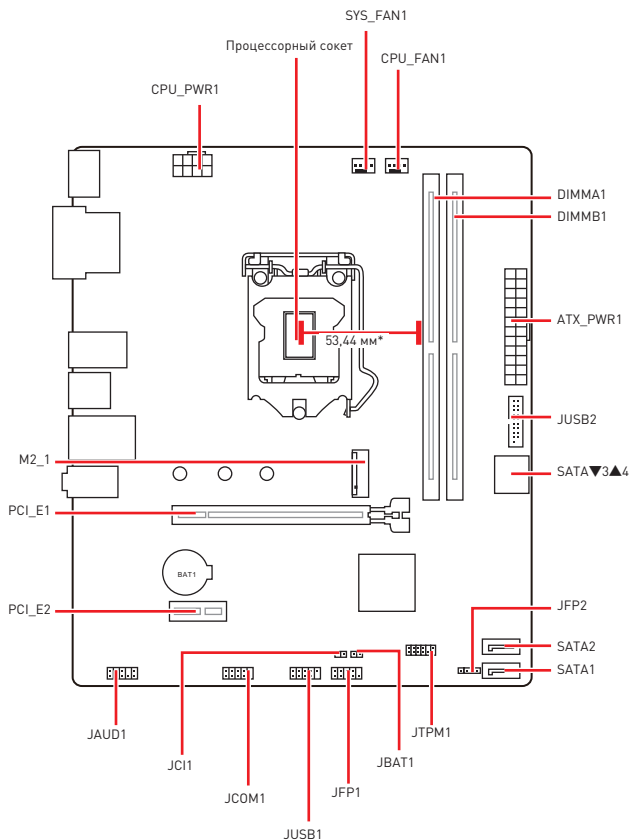 SYS_FAN1
Процессорный сокет
CPU_FAN1
CPU_PWR1
DIMMA1
DIMMB1
ATX_PWR1
53,44 мм*
JUSB2
M2_1
SATA▼3▲4
PCI_E1
BAT1
PCI_E2
JFP2
SATA2
SATA1
JAUD1
JTPM1
JBAT1
JCI1
JFP1
JCOM1
JUSB1